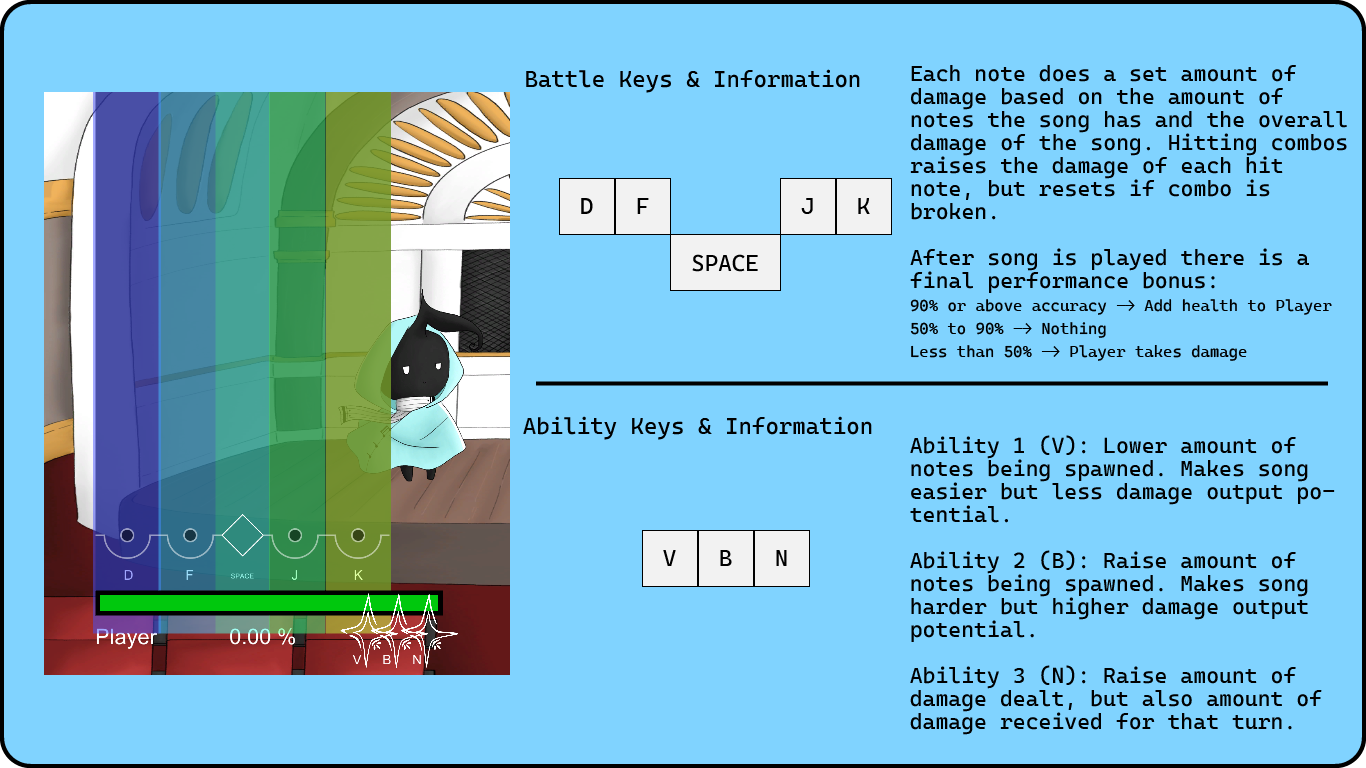 Battle Keys & Information
D
F
J
K
SPACE
Each note does a set amount of
damage based on the amount of
notes the song has and the overall
damage of the song. Hitting combos
raises the damage of each hit
note, but resets if combo is
broken.
After song is played there is a
final performance bonus:
90% or above accuracy → Add health to Player
50% to 90% → Nothing
Less than 50% → Player takes damage
Ability Keys & Information
V
B
N
Ability 1 (V): Lower amount of
notes being spawned. Makes song
easier but less damage output po-
tential.
Ability 2 (B): Raise amount of
notes being spawned. Makes song
harder but higher damage output
potential.
Ability 3 (N): Raise amount of
damage dealt, but also amount of
damage received for that turn.
D F SPACE J K
Player 0.00 %
V B N